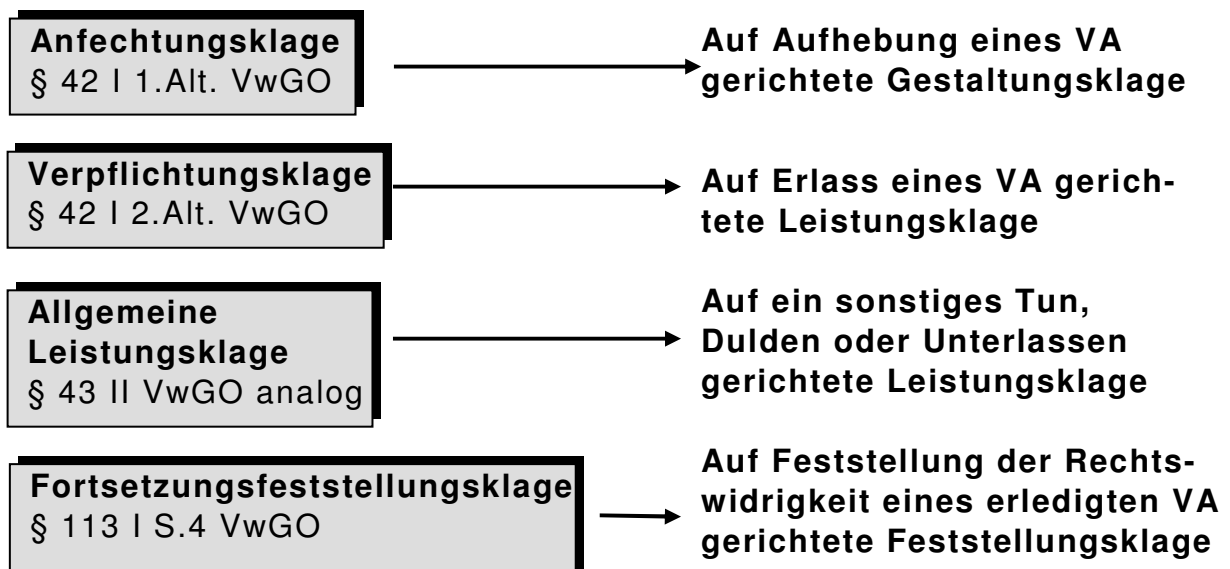 Anfechtungsklage
§ 42 I 1.Alt. VwGO
Auf Aufhebung eines VA
gerichtete Gestaltungsklage
Verpflichtungsklage
§ 42 I 2.Alt. VwGO
Auf Erlass eines VA gerich-
tete Leistungsklage
Allgemeine
Leistungsklage
§ 43 II VwGO analog
Auf ein sonstiges Tun,
Dulden oder Unterlassen
gerichtete Leistungsklage
Fortsetzungsfeststellungsklage
§ 113 I S.4 VwGO
Auf Feststellung der Rechts-
widrigkeit eines erledigten VA
gerichtete Feststellungsklage